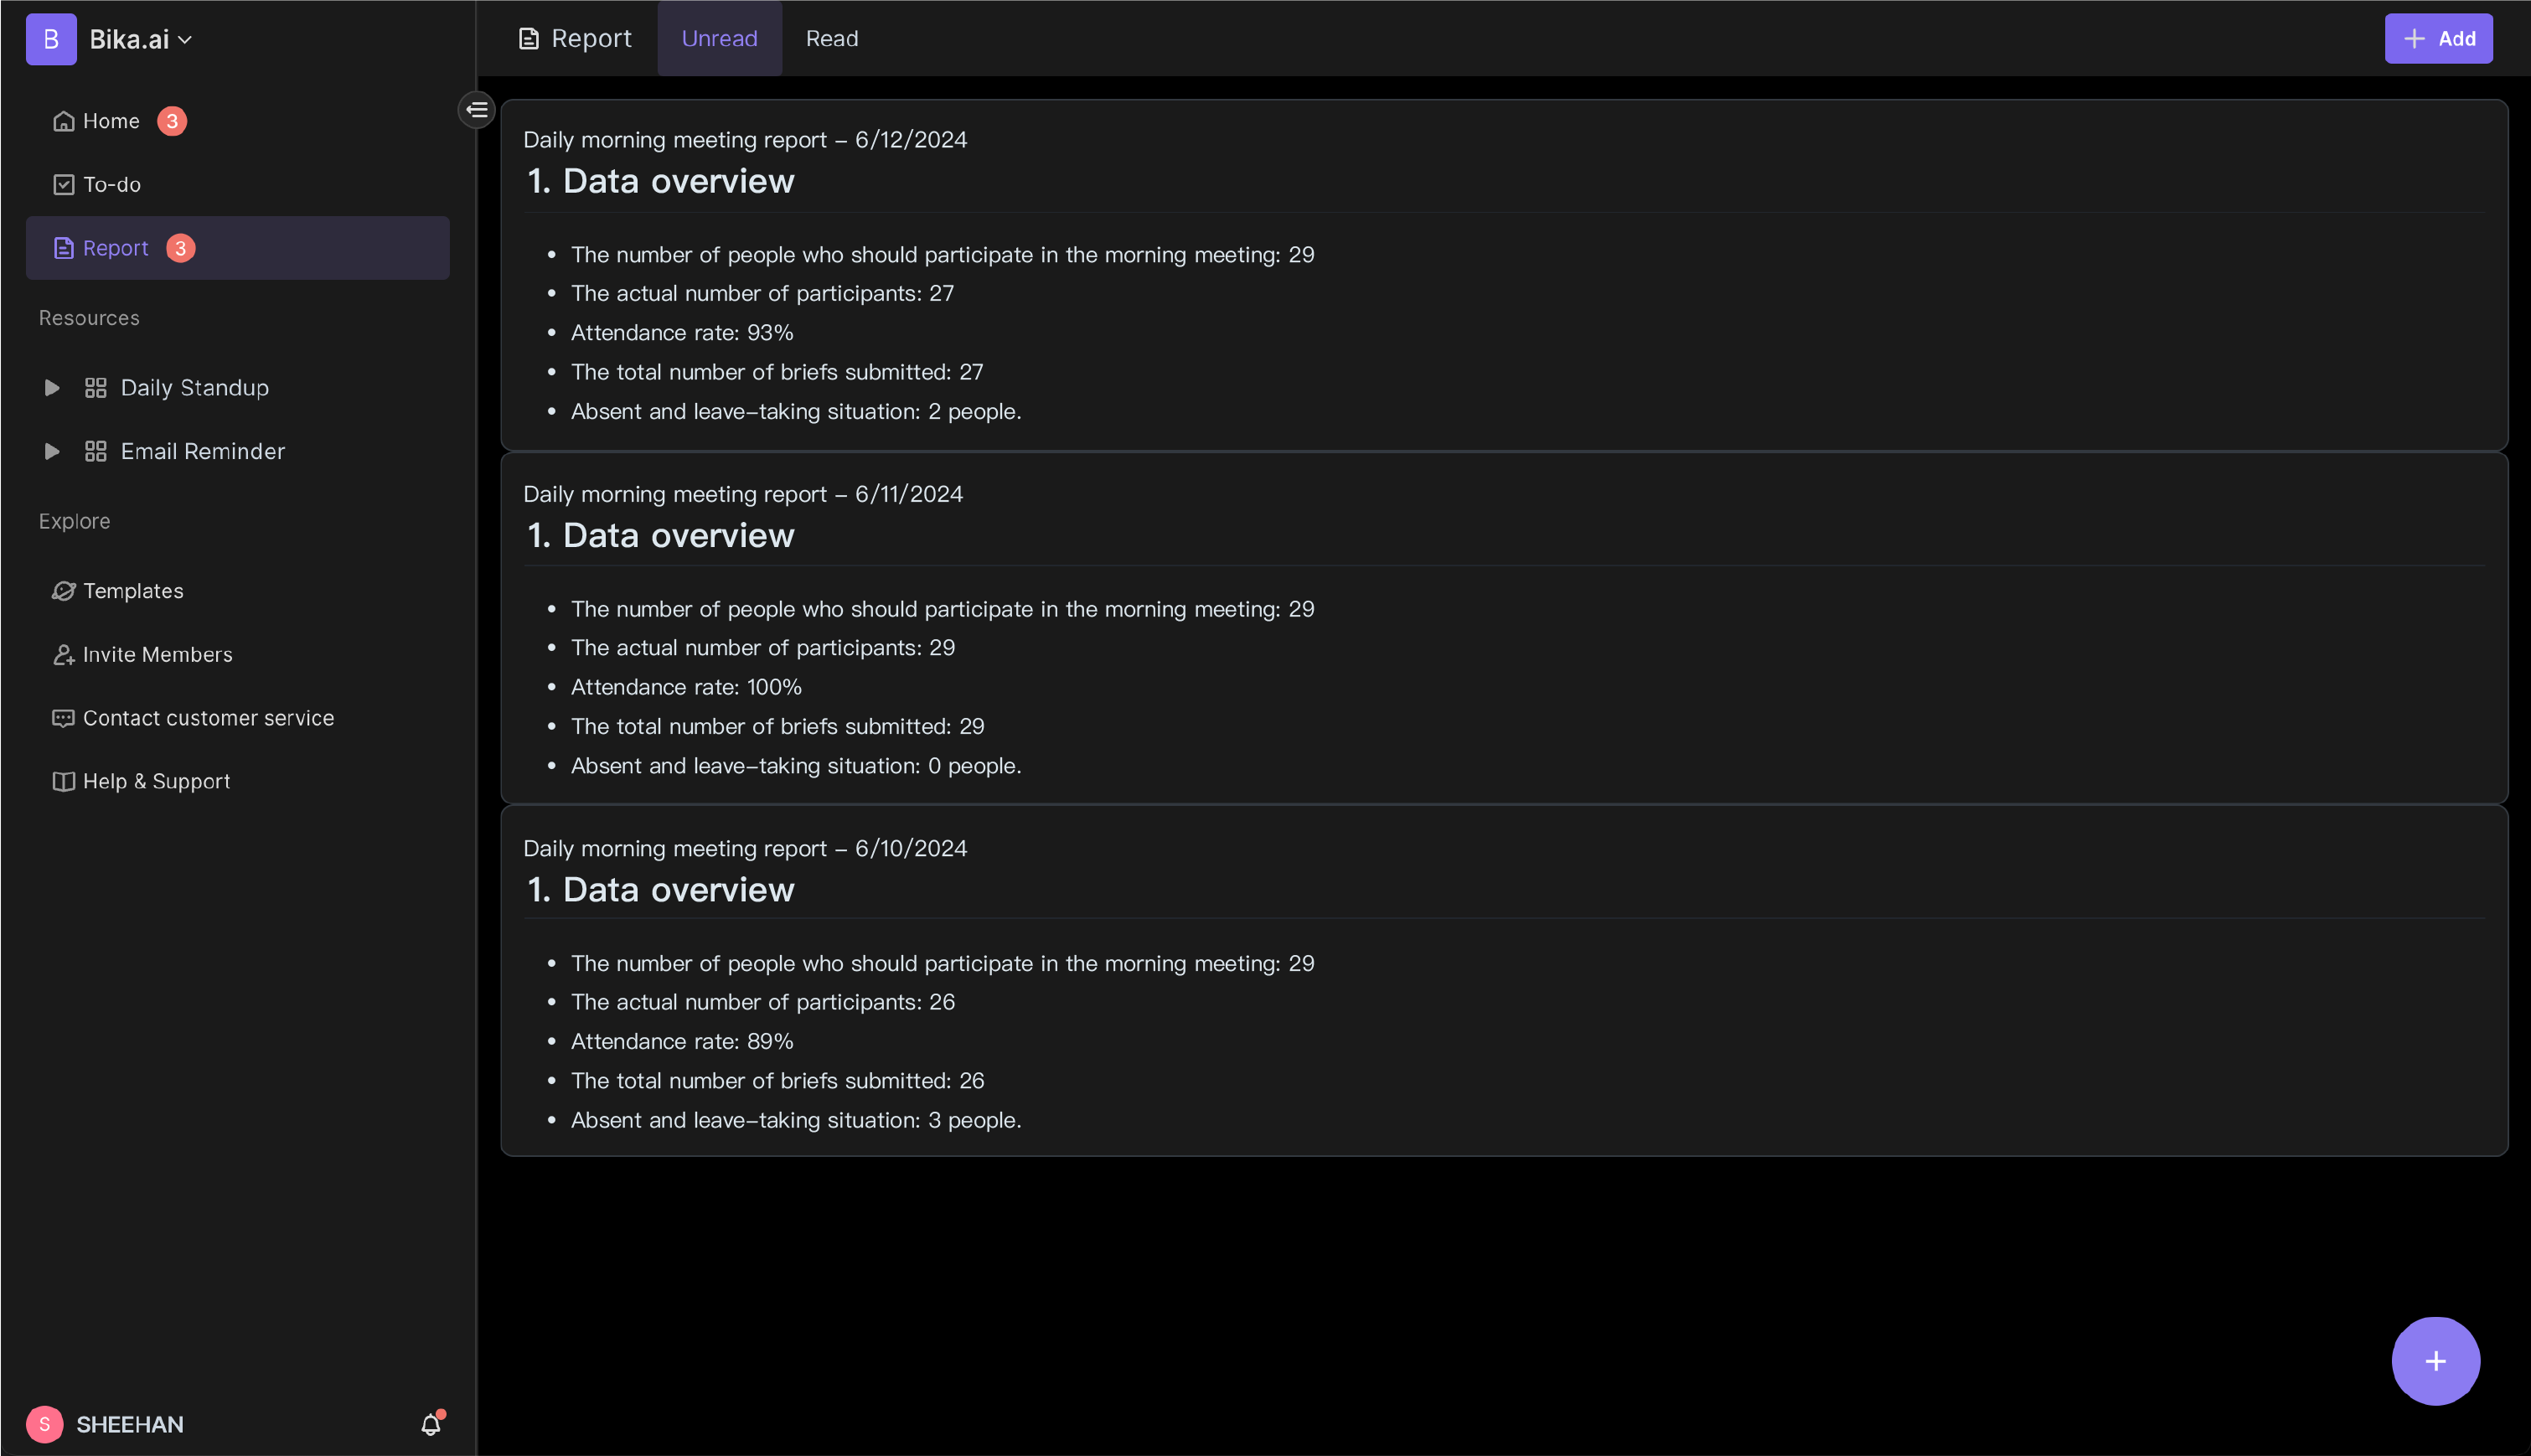 B Bika.ai
Home 3
To-do
Report 3
Resources
Daily Standup
Email Reminder
Explore
Templates
Invite Members
Contact customer service
Help & Support
S SHEEHAN
Report Unread Read
+ Add
Daily morning meeting report – 6/12/2024
1. Data overview
• The number of people who should participate in the morning meeting: 29
• The actual number of participants: 27
• Attendance rate: 93%
• The total number of briefs submitted: 27
• Absent and leave–taking situation: 2 people.
Daily morning meeting report – 6/11/2024
1. Data overview
• The number of people who should participate in the morning meeting: 29
• The actual number of participants: 29
• Attendance rate: 100%
• The total number of briefs submitted: 29
• Absent and leave–taking situation: 0 people.
Daily morning meeting report – 6/10/2024
1. Data overview
• The number of people who should participate in the morning meeting: 29
• The actual number of participants: 26
• Attendance rate: 89%
• The total number of briefs submitted: 26
• Absent and leave–taking situation: 3 people.
+